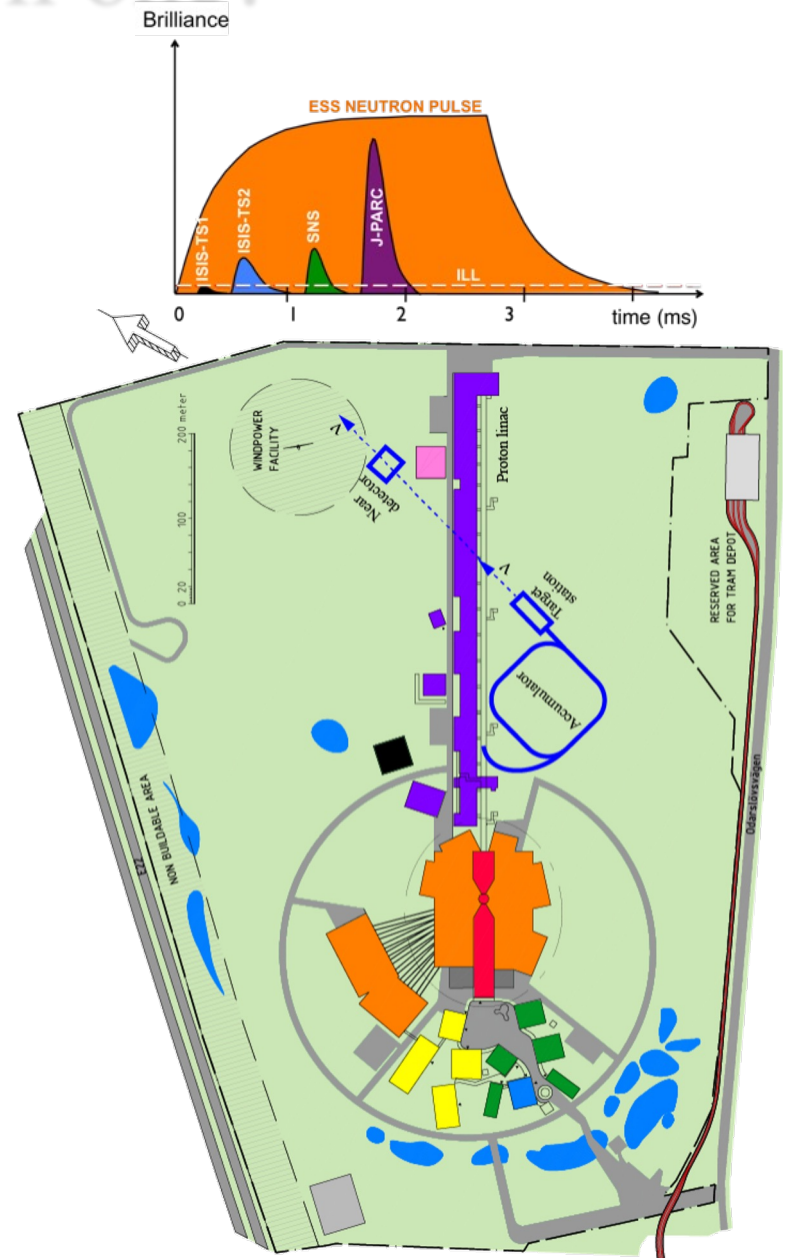 Brilliance
ESS NEUTRON PULSE
ISIS-TS1
ISIS-TS2
SNS
J-PARC
ILL
0
1
2
3
time (ms)
200 meter
100
20
0
WINDPOWER
FACILITY
ν
Near
detector
Proton linac
ν
Target
station
Accumulator
RESERVED AREA
FOR TRAM DEPOT
Odarslövsvägen
E22
NON BUILDABLE AREA